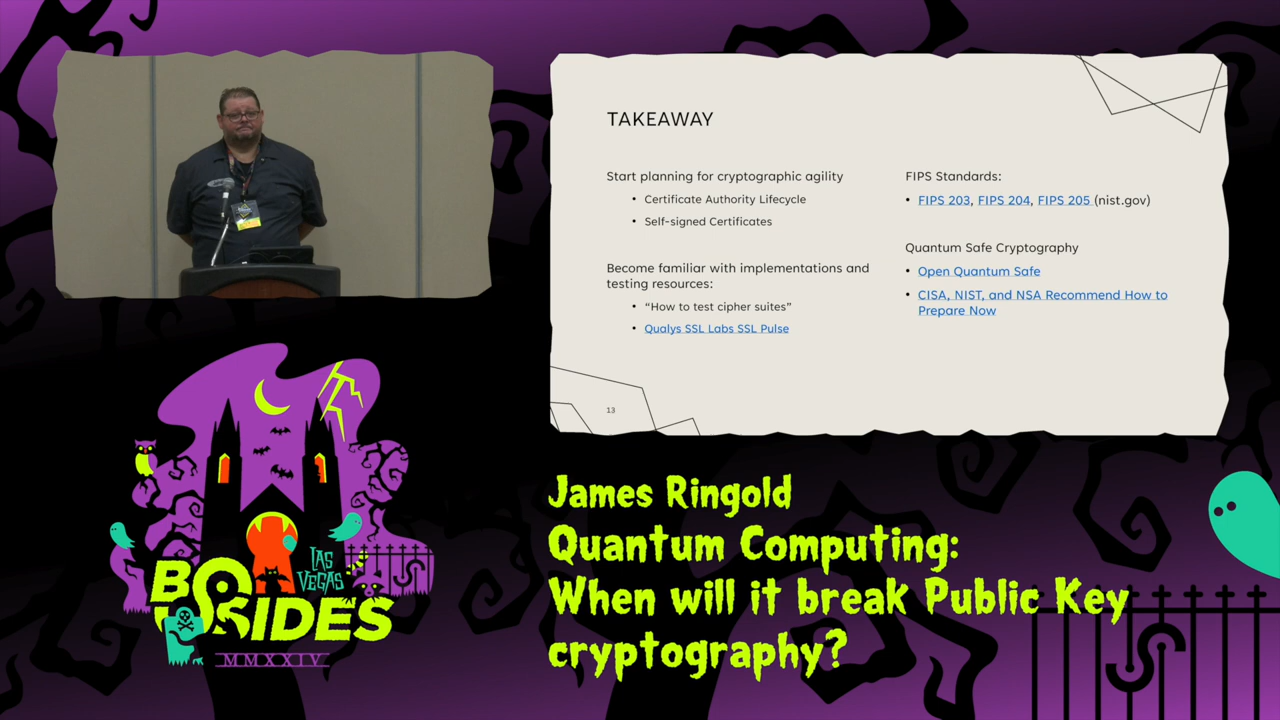 TAKEAWAY
Start planning for cryptographic agility
• Certificate Authority Lifecycle
• Self-signed Certificates
Become familiar with implementations and
testing resources:
• “How to test cipher suites”
• Qualys SSL Labs SSL Pulse
FIPS Standards:
• FIPS 203, FIPS 204, FIPS 205 (nist.gov)
Quantum Safe Cryptography
• Open Quantum Safe
• CISA, NIST, and NSA Recommend How to
Prepare Now
13
LAS
VEGAS
BSIDES
MMXXIV
James Ringold
Quantum Computing:
When will it break Public Key
cryptography?